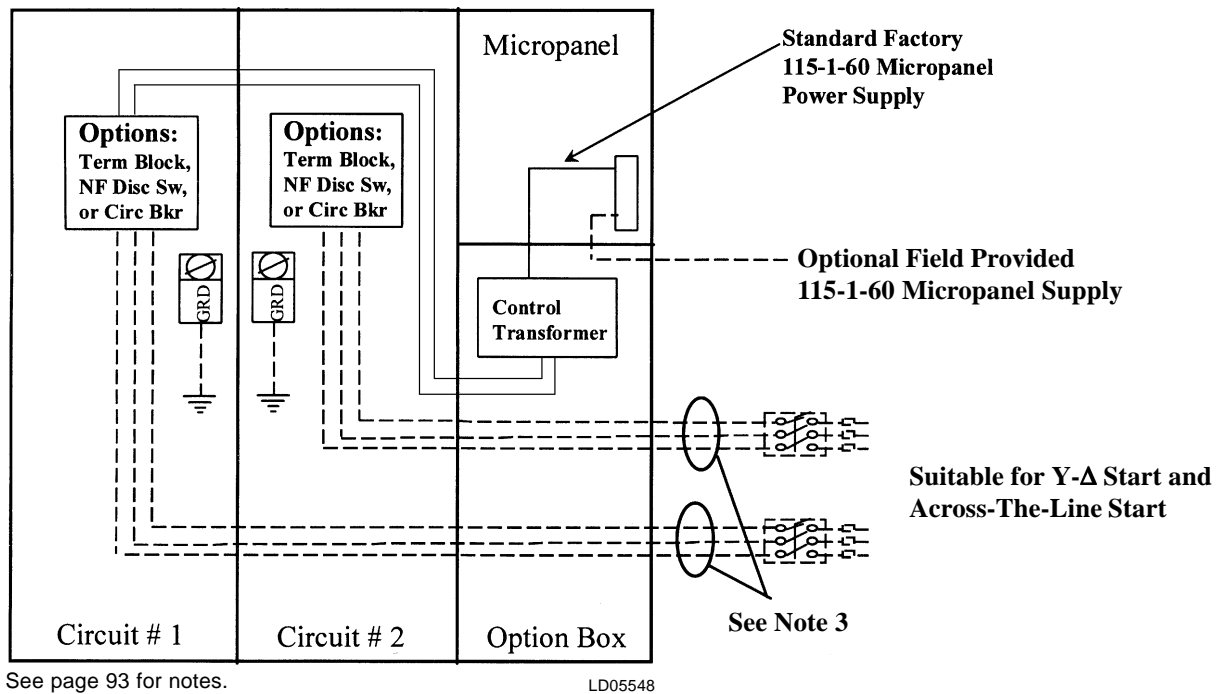 Micropanel
Standard Factory
115-1-60 Micropanel
Power Supply
Options:
Term Block,
NF Disc Sw,
or Circ Bkr
Options:
Term Block,
NF Disc Sw,
or Circ Bkr
GRD
GRD
Optional Field Provided
115-1-60 Micropanel Supply
Control
Transformer
Suitable for Y-Δ Start and
Across-The-Line Start
See Note 3
Circuit # 1
Circuit # 2
Option Box
See page 93 for notes.
LD05548